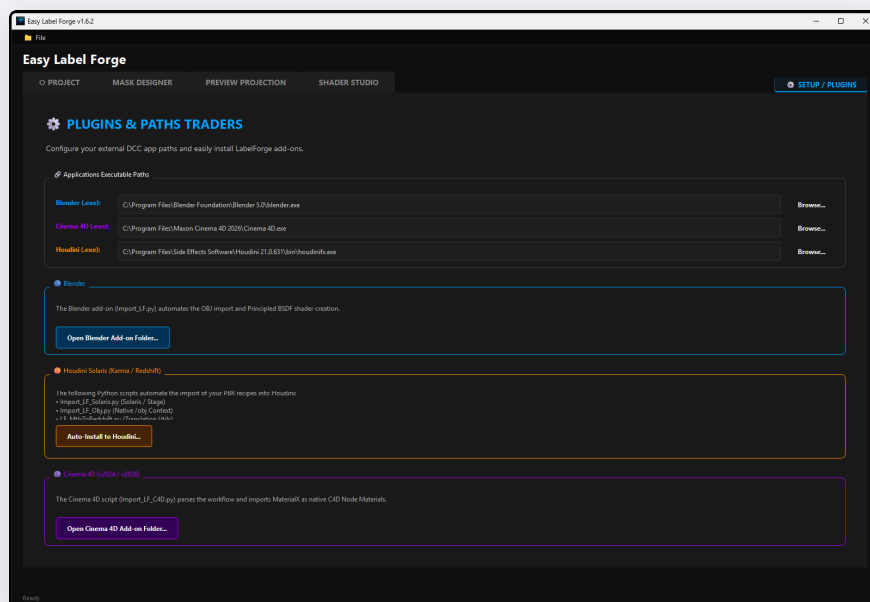 Easy Label Forge v1.6.2
File
Easy Label Forge
PROJECT
MASK DESIGNER
PREVIEW PROJECTION
SHADER STUDIO
SETUP / PLUGINS
PLUGINS & PATHS TRADERS
Configure your external DCC app paths and easily install LabelForge add-ons.
Applications Executable Paths
Blender (.exe):
C:\Program Files\Blender Foundation\Blender 5.0\blender.exe
Browse...
Cinema 4D (.exe):
C:\Program Files\Maxon Cinema 4D 2026\Cinema 4D.exe
Browse...
Houdini (.exe):
C:\Program Files\Side Effects Software\Houdini 21.0.631\bin\houdinifx.exe
Browse...
Blender
The Blender add-on (Import_LF.py) automates the OBJ import and Principled BSDF shader creation.
Open Blender Add-on Folder...
Houdini Solaris (Karma / Redshift)
The following Python scripts automate the import of your PBR recipes into Houdini:
• Import_LF_Solaris.py (Solaris / Stage)
• Import_LF_Obj.py (Native /obj Context)
• LF_MtlxToRedshift.py (Translation Utils)
Auto-Install to Houdini...
Cinema 4D (v2024 / v2026)
The Cinema 4D script (Import_LF_C4D.py) parses the workflow and imports MaterialX as native C4D Node Materials.
Open Cinema 4D Add-on Folder...
Ready